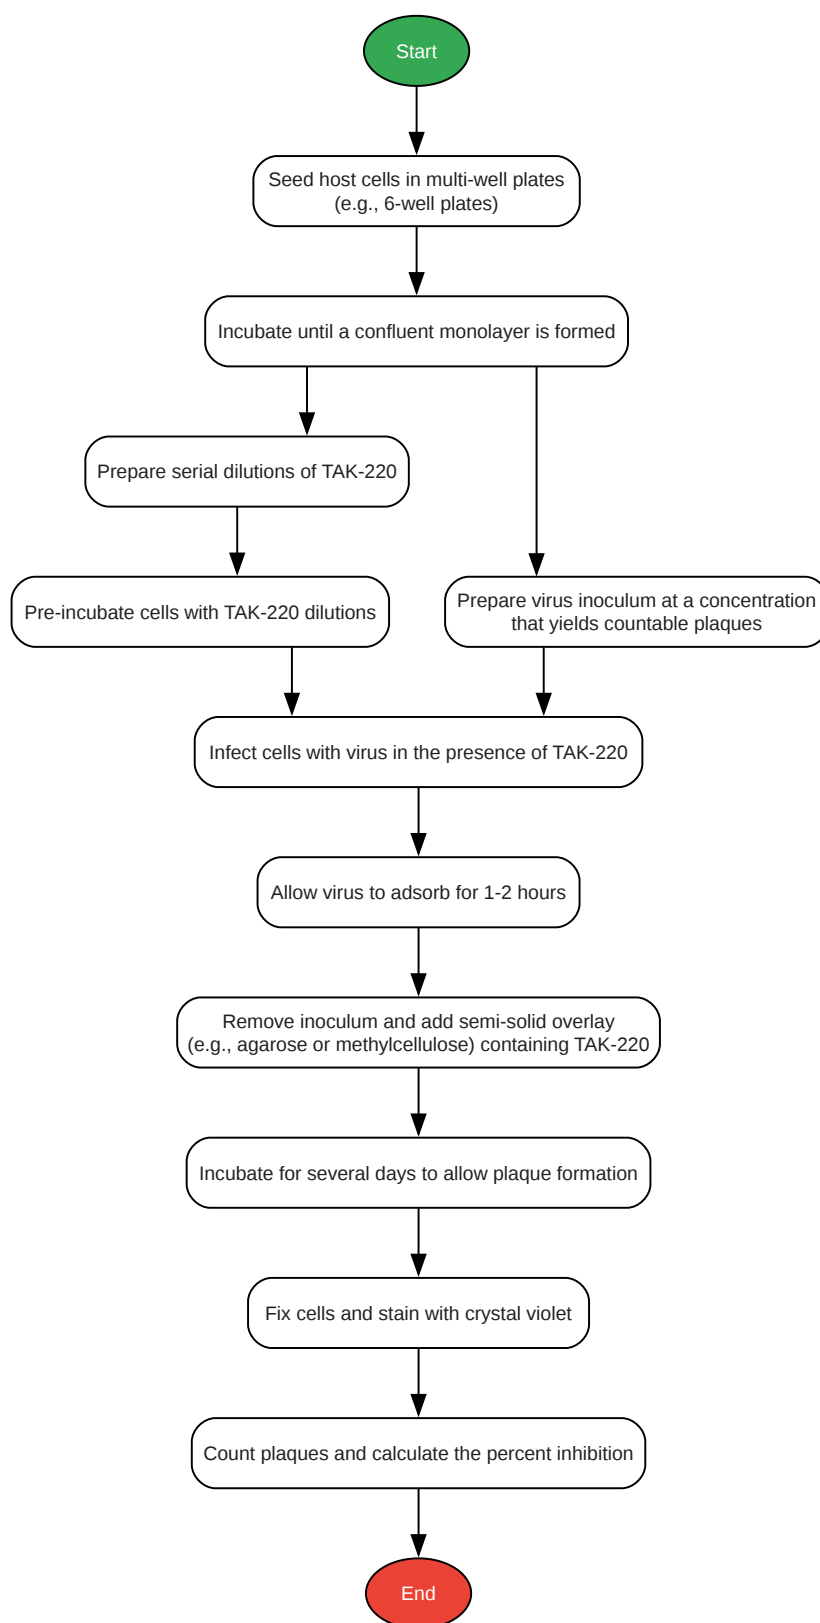 Start
Seed host cells in multi-well plates
(e.g., 6-well plates)
Incubate until a confluent monolayer is formed
Prepare serial dilutions of TAK-220
Pre-incubate cells with TAK-220 dilutions
Prepare virus inoculum at a concentration
that yields countable plaques
Infect cells with virus in the presence of TAK-220
Allow virus to adsorb for 1-2 hours
Remove inoculum and add semi-solid overlay
(e.g., agarose or methylcellulose) containing TAK-220
Incubate for several days to allow plaque formation
Fix cells and stain with crystal violet
Count plaques and calculate the percent inhibition
End